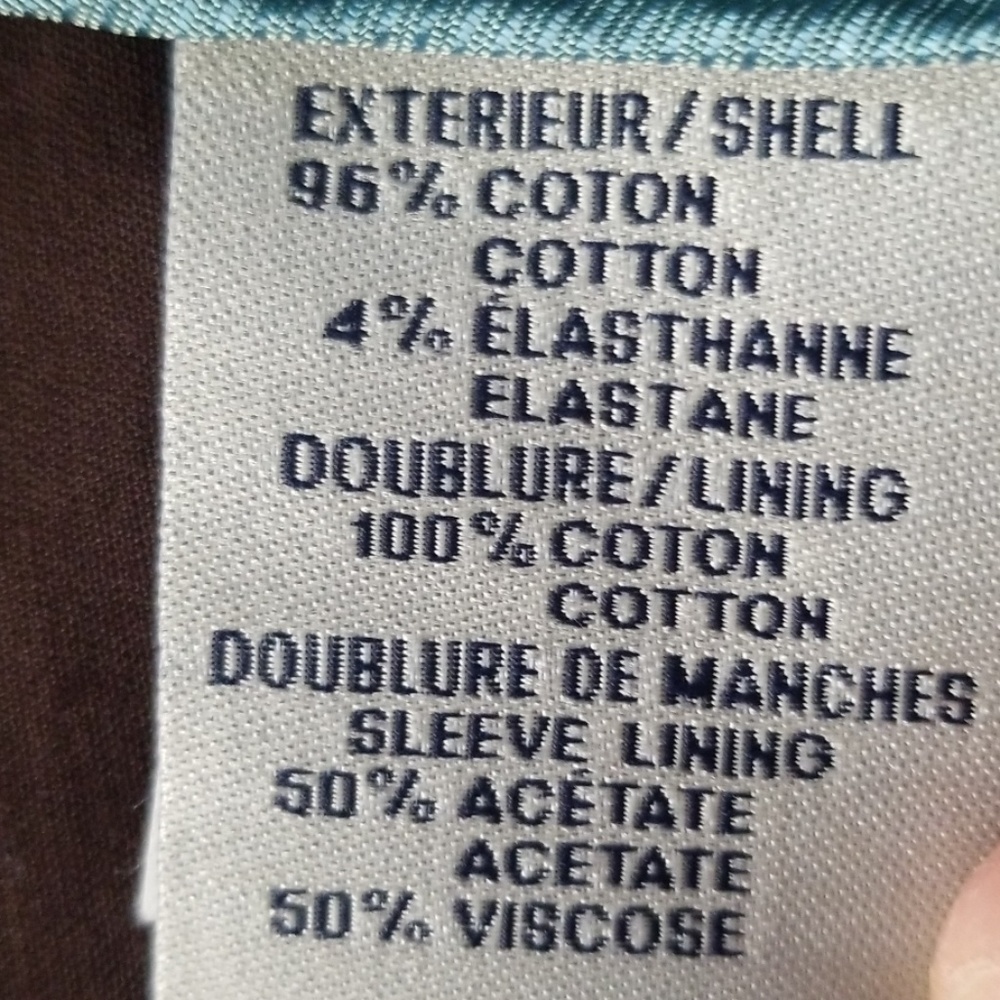 EXTERIEUR/SHELL
96% COTON
COTTON
4% ÉLASTHANNE
ELASTANE
DOUBLURE/LINING
100% COTON
COTTON
DOUBLURE DE MANCHES
SLEEVE LINING
50% ACÉTATE
ACETATE
50% VISCOSE